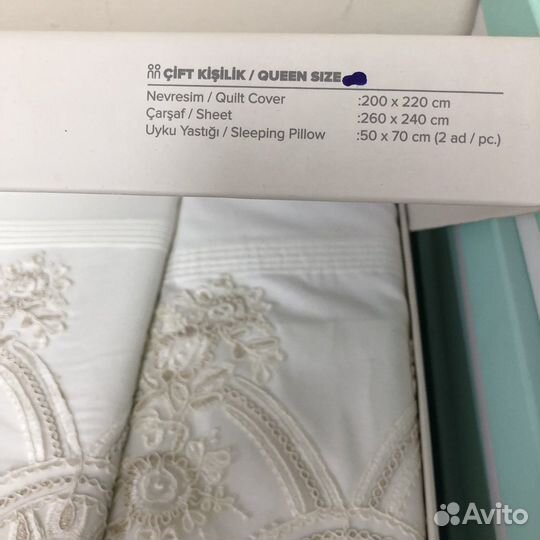 ÇİFT KİŞİLİK / QUEEN SIZE
Nevresim / Quilt Cover :200 x 220 cm
Çarşaf / Sheet :260 x 240 cm
Uyku Yastığı / Sleeping Pillow :50 x 70 cm (2 ad / pc.)
Avito